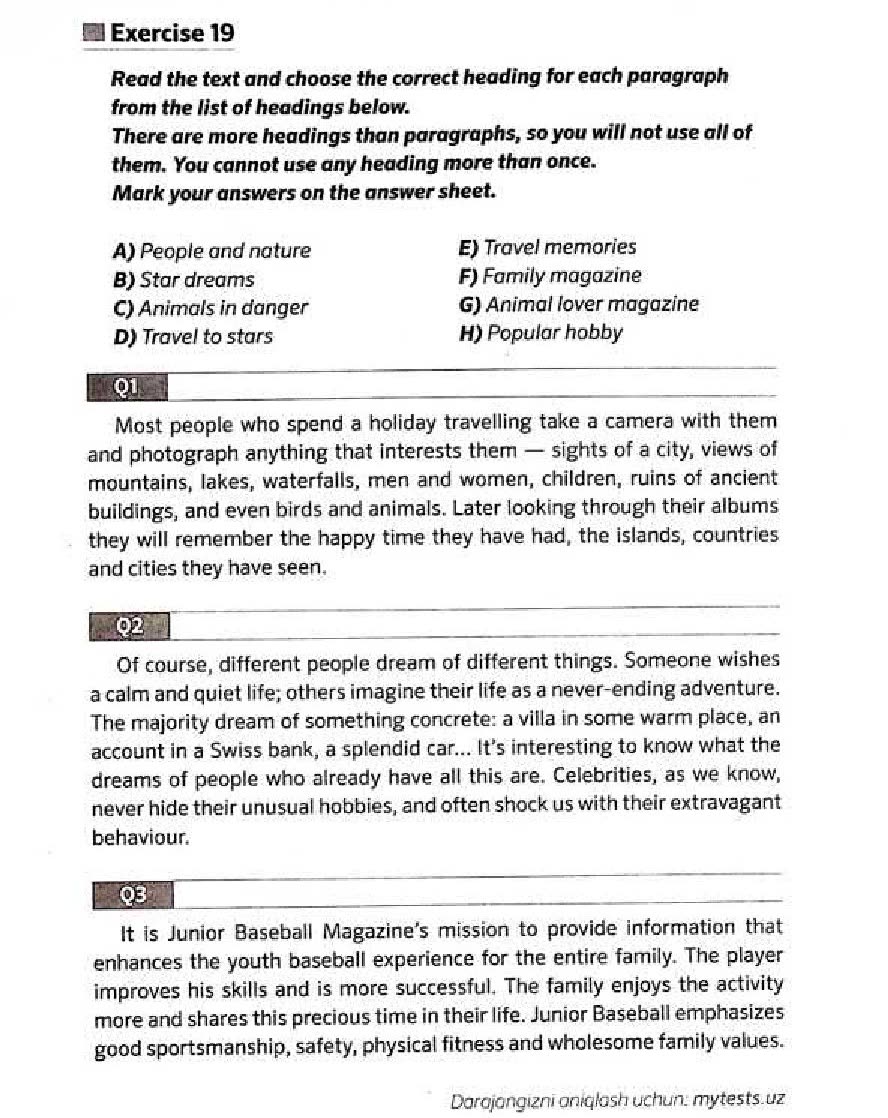 Exercise 19
Read the text and choose the correct heading for each paragraph
from the list of headings below.
There are more headings than paragraphs, so you will not use all of
them. You cannot use any heading more than once.
Mark your answers on the answer sheet.
A) People and nature
B) Star dreams
C) Animals in danger
D) Travel to stars
E) Travel memories
F) Family magazine
G) Animal lover magazine
H) Popular hobby
Q1
Most people who spend a holiday travelling take a camera with them
and photograph anything that interests them — sights of a city, views of
mountains, lakes, waterfalls, men and women, children, ruins of ancient
buildings, and even birds and animals. Later looking through their albums
they will remember the happy time they have had, the islands, countries
and cities they have seen.
Q2
Of course, different people dream of different things. Someone wishes
a calm and quiet life; others imagine their life as a never-ending adventure.
The majority dream of something concrete: a villa in some warm place, an
account in a Swiss bank, a splendid car... It's interesting to know what the
dreams of people who already have all this are. Celebrities, as we know,
never hide their unusual hobbies, and often shock us with their extravagant
behaviour.
Q3
It is Junior Baseball Magazine's mission to provide information that
enhances the youth baseball experience for the entire family. The player
improves his skills and is more successful. The family enjoys the activity
more and shares this precious time in their life. Junior Baseball emphasizes
good sportsmanship, safety, physical fitness and wholesome family values.
Darajangizni aniqlash uchun: mytests.uz